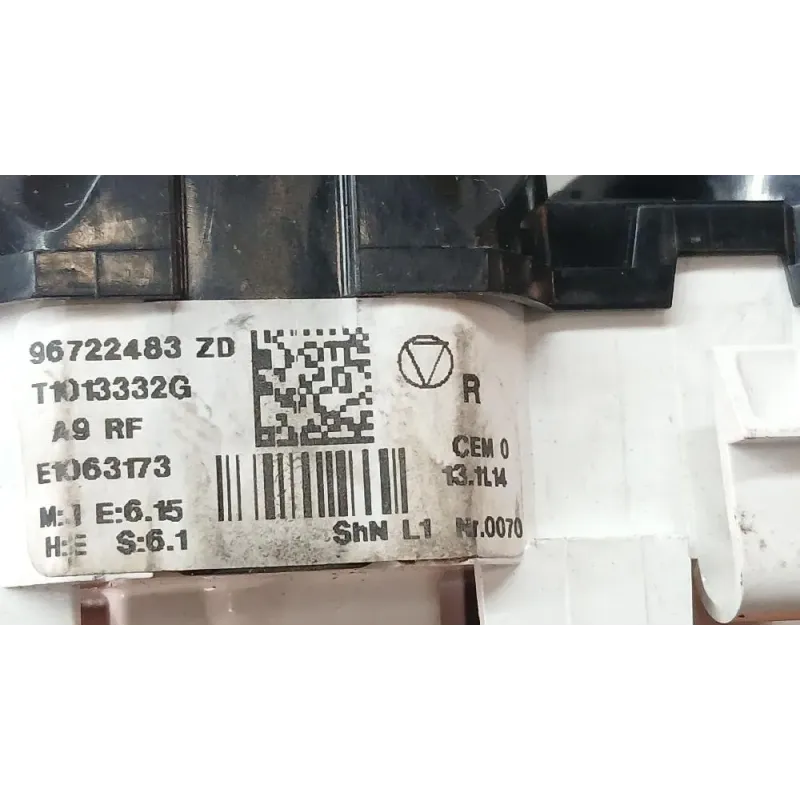 96722483 ZD
T1013332G
A9 RF
E1063173
M: E:6.15
H:E S:6.1
R
CEM 0
13.11.14
ShN L1 Nr.0070